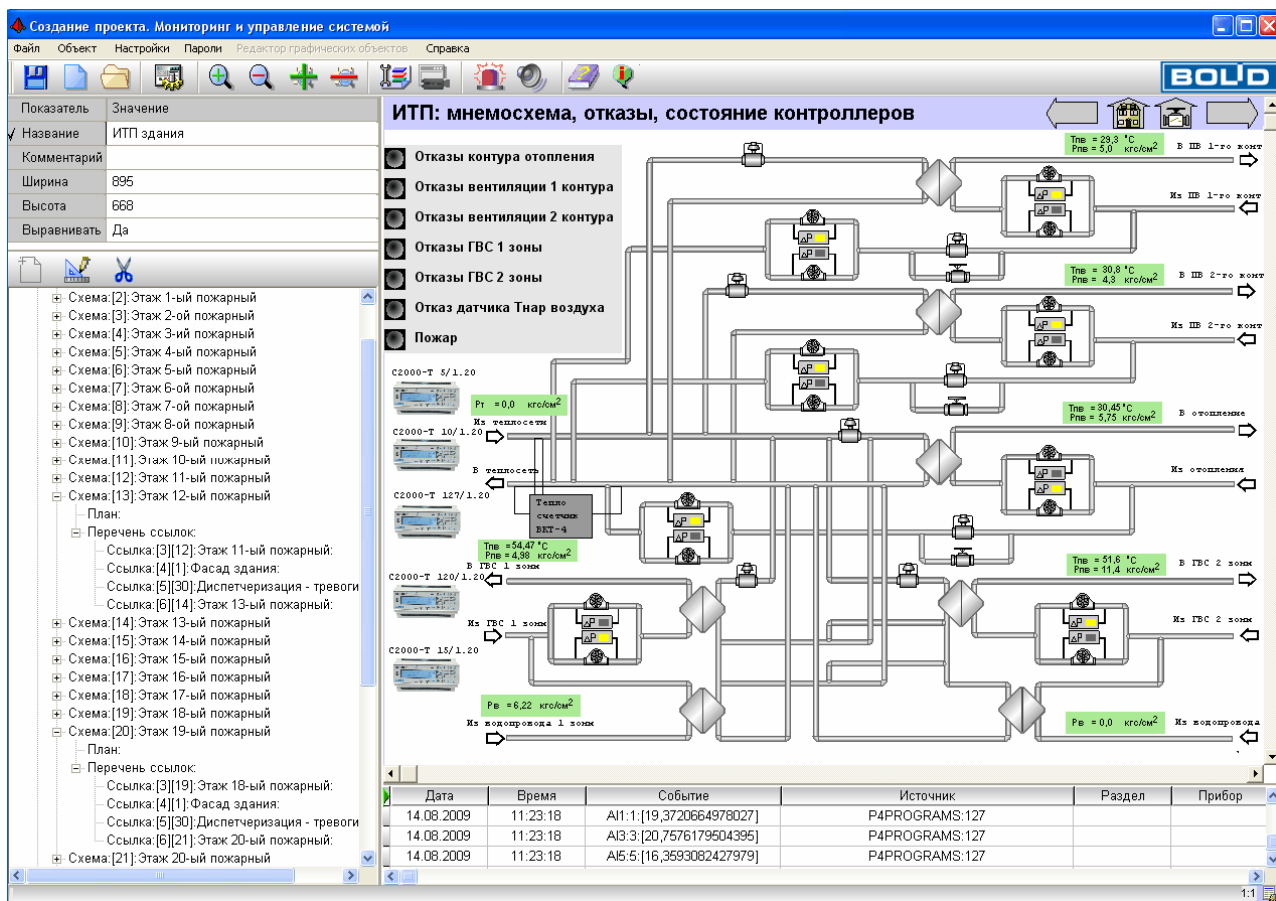 Создание проекта. Мониторинг и управление системой
Файл Объект Настройки Пароли Редактор графических объектов Справка
BOLID
Показатель Значение
Название ИТП здания
Комментарий
Ширина 895
Высота 668
Выравнивать Да
Схема:[2]:Этаж 1-ый пожарный
Схема:[3]:Этаж 2-ой пожарный
Схема:[4]:Этаж 3-ий пожарный
Схема:[5]:Этаж 4-ый пожарный
Схема:[6]:Этаж 5-ый пожарный
Схема:[7]:Этаж 6-ой пожарный
Схема:[8]:Этаж 7-ой пожарный
Схема:[9]:Этаж 8-ой пожарный
Схема:[10]:Этаж 9-ый пожарный
Схема:[11]:Этаж 10-ый пожарный
Схема:[12]:Этаж 11-ый пожарный
Схема:[13]:Этаж 12-ый пожарный
План:
Перечень ссылок:
Ссылка:[3][12]:Этаж 11-ый пожарный:
Ссылка:[4][1]:Фасад здания:
Ссылка:[5][30]:Диспетчеризация - тревоги
Ссылка:[6][14]:Этаж 13-ый пожарный:
Схема:[14]:Этаж 13-ый пожарный
Схема:[15]:Этаж 14-ый пожарный
Схема:[16]:Этаж 15-ый пожарный
Схема:[17]:Этаж 16-ый пожарный
Схема:[18]:Этаж 17-ый пожарный
Схема:[19]:Этаж 18-ый пожарный
Схема:[20]:Этаж 19-ый пожарный
План:
Перечень ссылок:
Ссылка:[3][19]:Этаж 18-ый пожарный:
Ссылка:[4][1]:Фасад здания:
Ссылка:[5][30]:Диспетчеризация - тревоги
Ссылка:[6][21]:Этаж 20-ый пожарный:
Схема:[21]:Этаж 20-ый пожарный
ИТП: мнемосхема, отказы, состояние контроллеров
Отказы контура отопления
Отказы вентиляции 1 контура
Отказы вентиляции 2 контура
Отказы ГВС 1 зоны
Отказы ГВС 2 зоны
Отказ датчика Тнар воздуха
Пожар
Тпв = 29,3 °C
Рпв = 5,0 кгс/см2
В ПВ 1-го конт
Из ПВ 1-го конт
ΔP
ΔP
ΔP
ΔP
Тпв = 30,8 °C
Рпв = 4,3 кгс/см2
В ПВ 2-го конт
Из ПВ 2-го конт
ΔP
ΔP
ΔP
ΔP
С2000-Т 5/1.20
Рт =0,0 кгс/см2
Из теплосети
С2000-Т 10/1.20
Тпв = 30,45°C
Рпв = 5,75 кгс/см2
В отопление
В теплосеть
Из отопления
ΔP
ΔP
С2000-Т 127/1.20
Тепло
счетчик
ВКТ-4
ΔP
ΔP
Тпв =54,47 °C
Рпв = 4,98 кгс/см2
В ГВС 1 зоны
Тпв = 51,6 °C
Рпв = 11,4 кгс/см2
В ГВС 2 зоны
С2000-Т 120/1.20
Из ГВС 1 зоны
ΔP
ΔP
Из ГВС 2 зоны
ΔP
ΔP
С2000-Т 15/1.20
Рв =6,22 кгс/см2
Из водопровода 1 зоны
Рв = 0,0 кгс/см2
Из водопровода
Дата Время Событие Источник Раздел Прибор
14.08.2009 11:23:18 AI1:1:[19,3720664978027] P4PROGRAMS:127
14.08.2009 11:23:18 AI3:3:[20,7576179504395] P4PROGRAMS:127
14.08.2009 11:23:18 AI5:5:[16,3593082427979] P4PROGRAMS:127
1:1